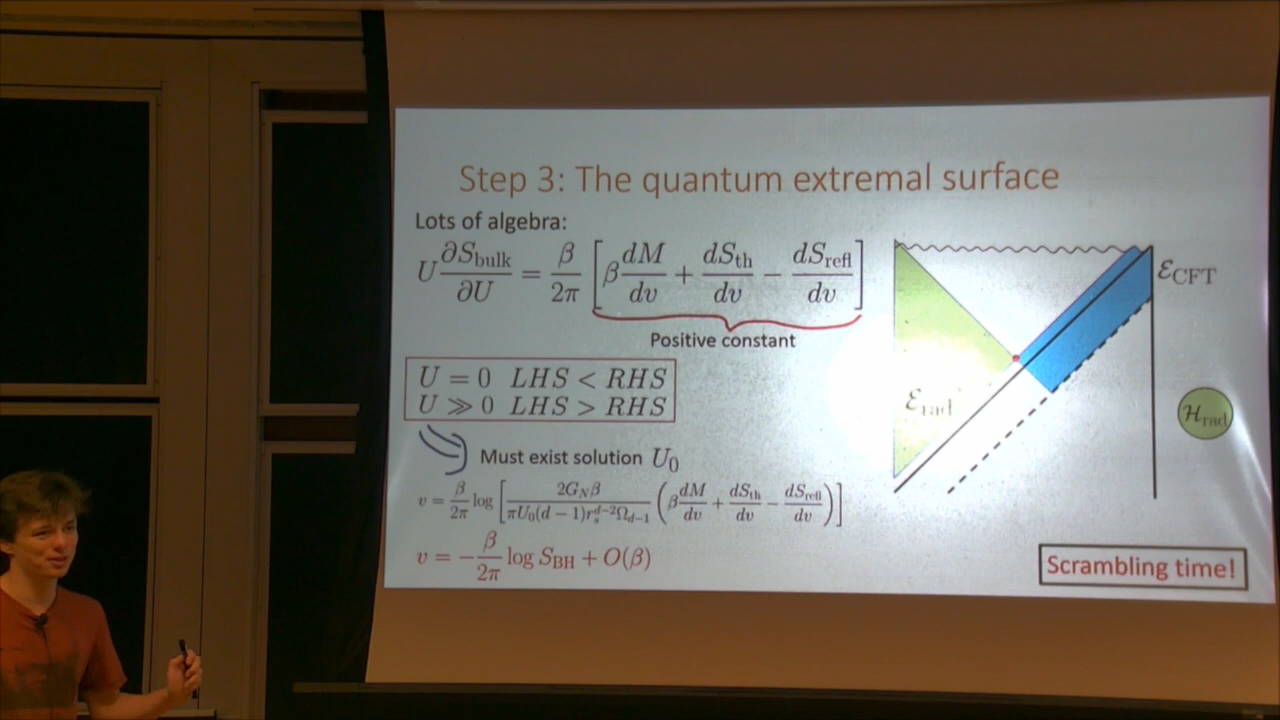 Step 3: The quantum extremal surface
Lots of algebra:
U ∂S_bulk/∂U = β/2π [β dM/dv + dS_th/dv − dS_refl/dv]
Positive constant
U = 0 LHS < RHS
U ≫ 0 LHS > RHS
Must exist solution U_0
v = β/2π log [2G_N β / πU_0(d − 1)r_s^{d−2}Ω_{d−1} (β dM/dv + dS_th/dv − dS_refl/dv)]
v = −β/2π log S_BH + O(β)
ℰ_CFT
ℰ_rad
ℋ_rad
Scrambling time!